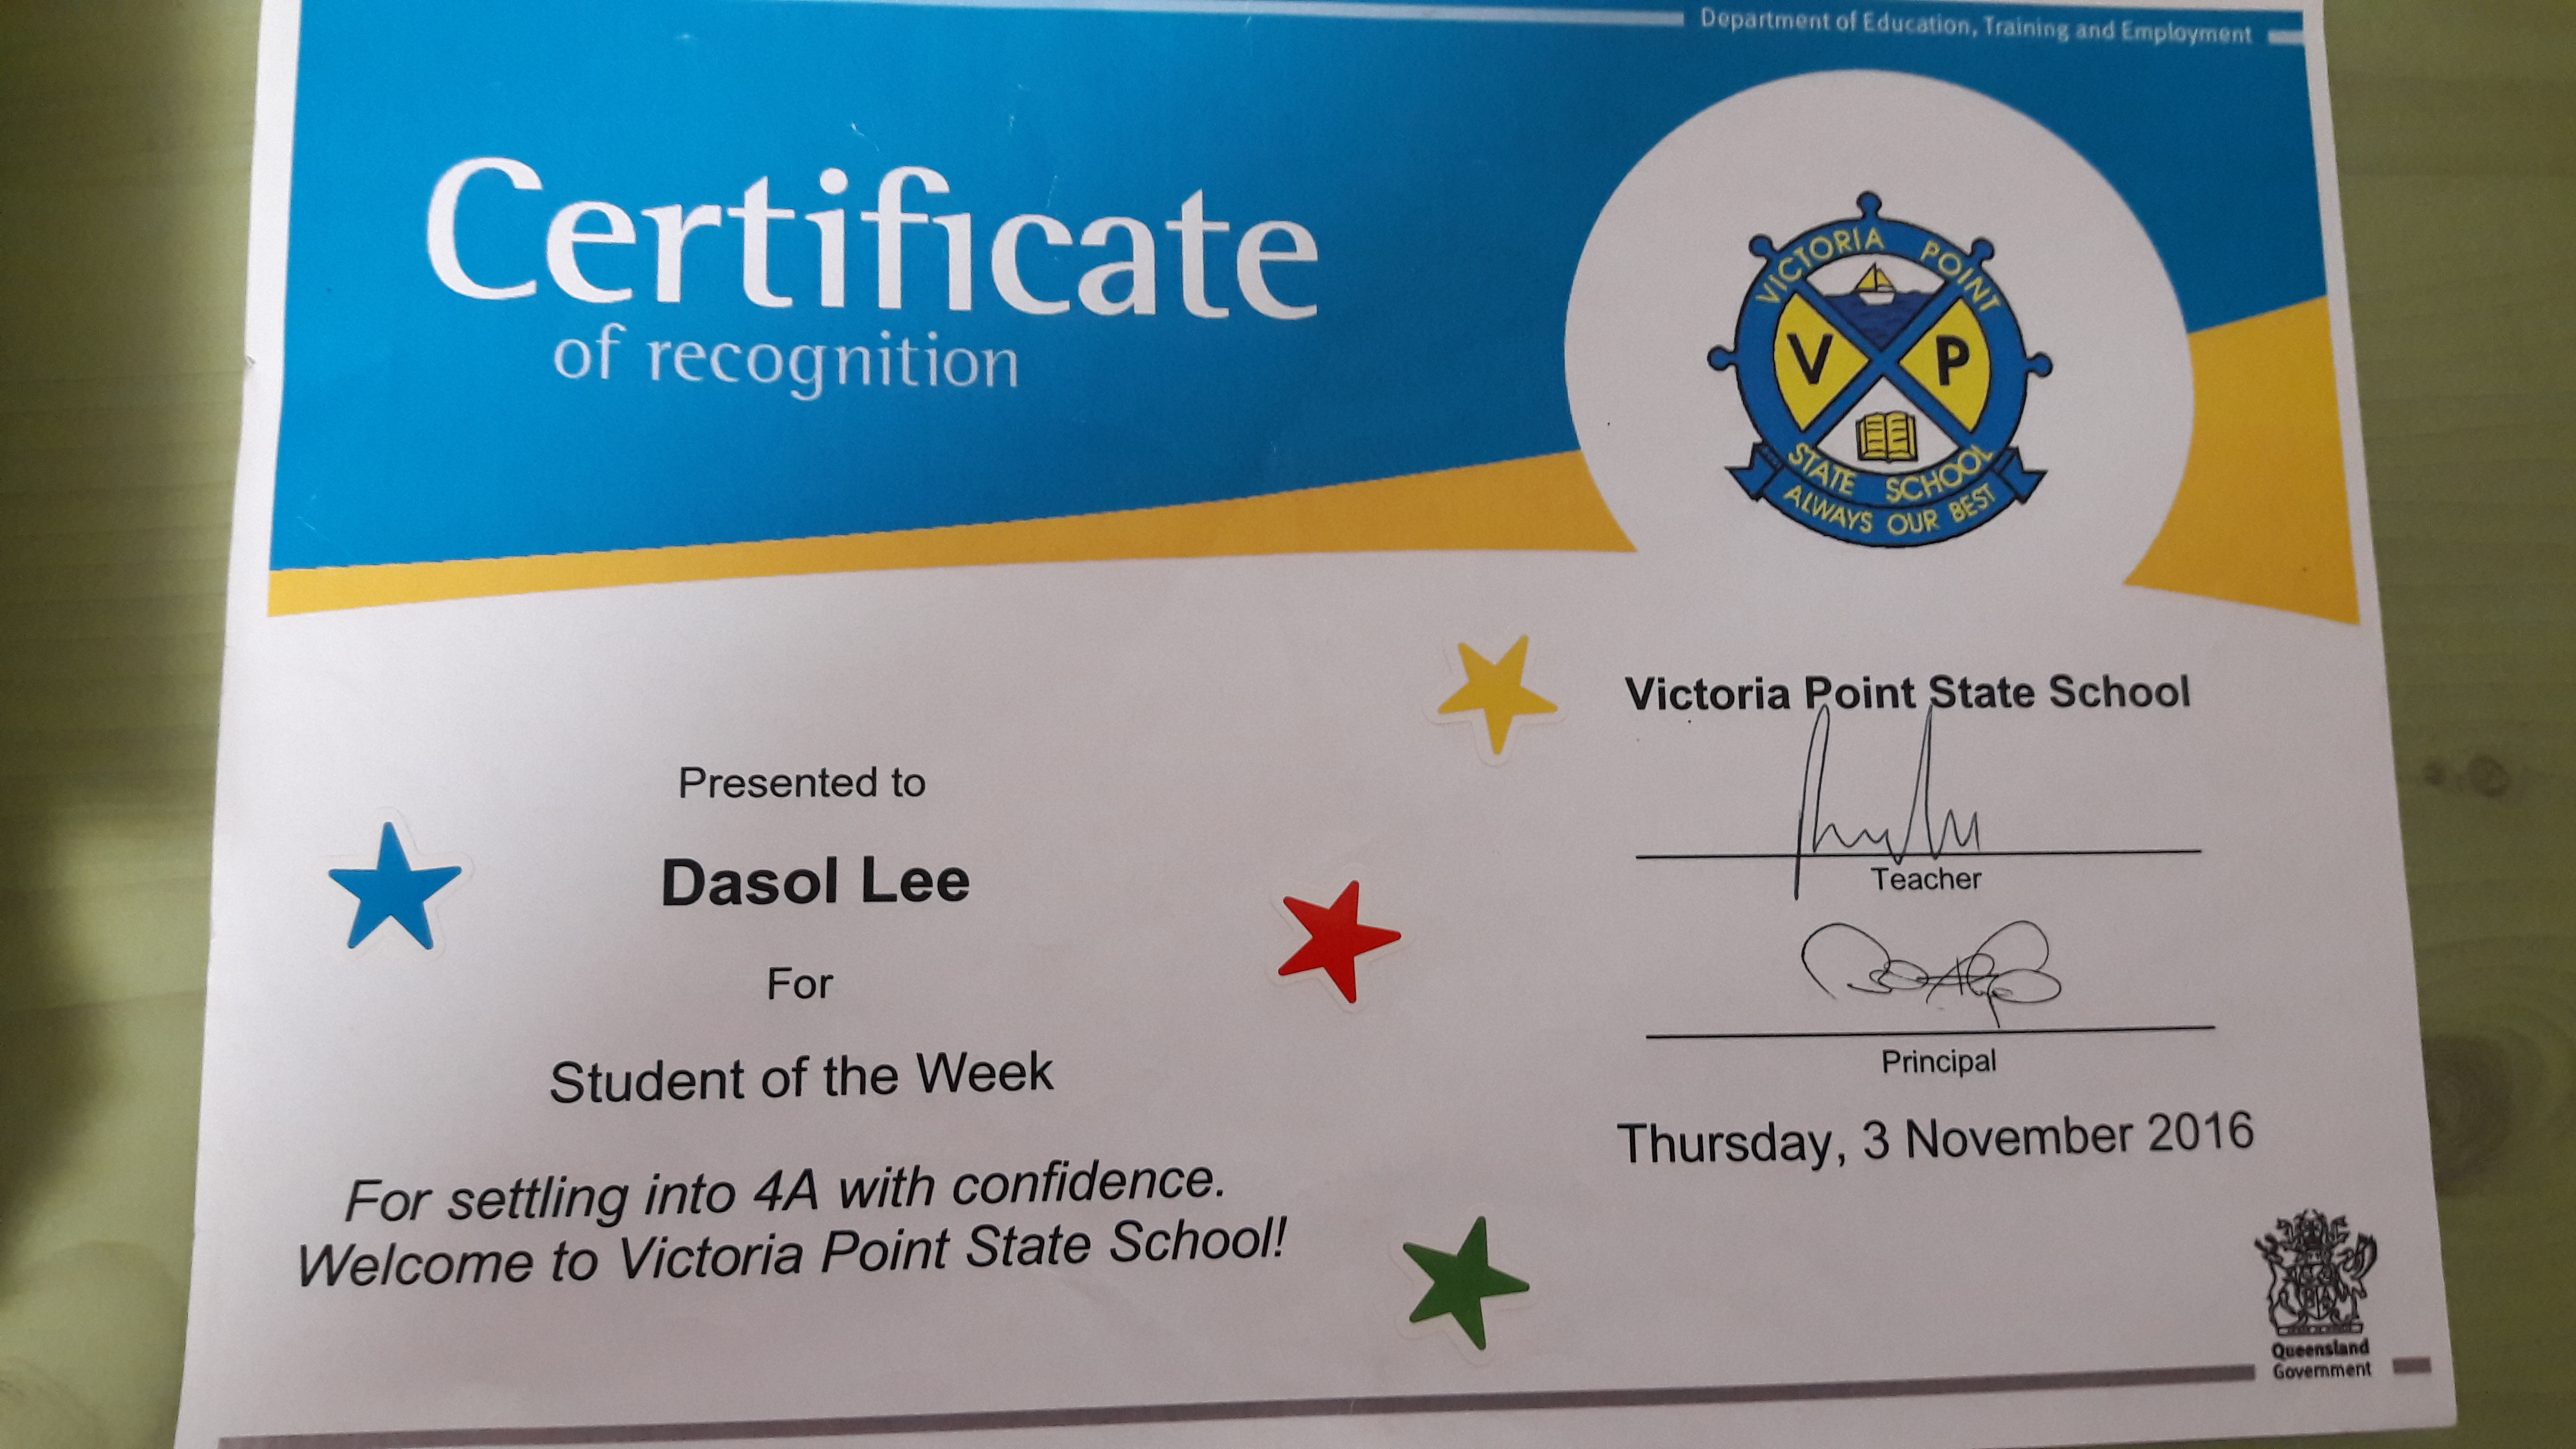 Department of Education, Training and Employment
Certificate
of recognition
VICTORIA POINT
V P
STATE SCHOOL
ALWAYS OUR BEST
Victoria Point State School
Teacher
Principal
Thursday, 3 November 2016
Presented to
Dasol Lee
For
Student of the Week
For settling into 4A with confidence.
Welcome to Victoria Point State School!
Queensland
Government